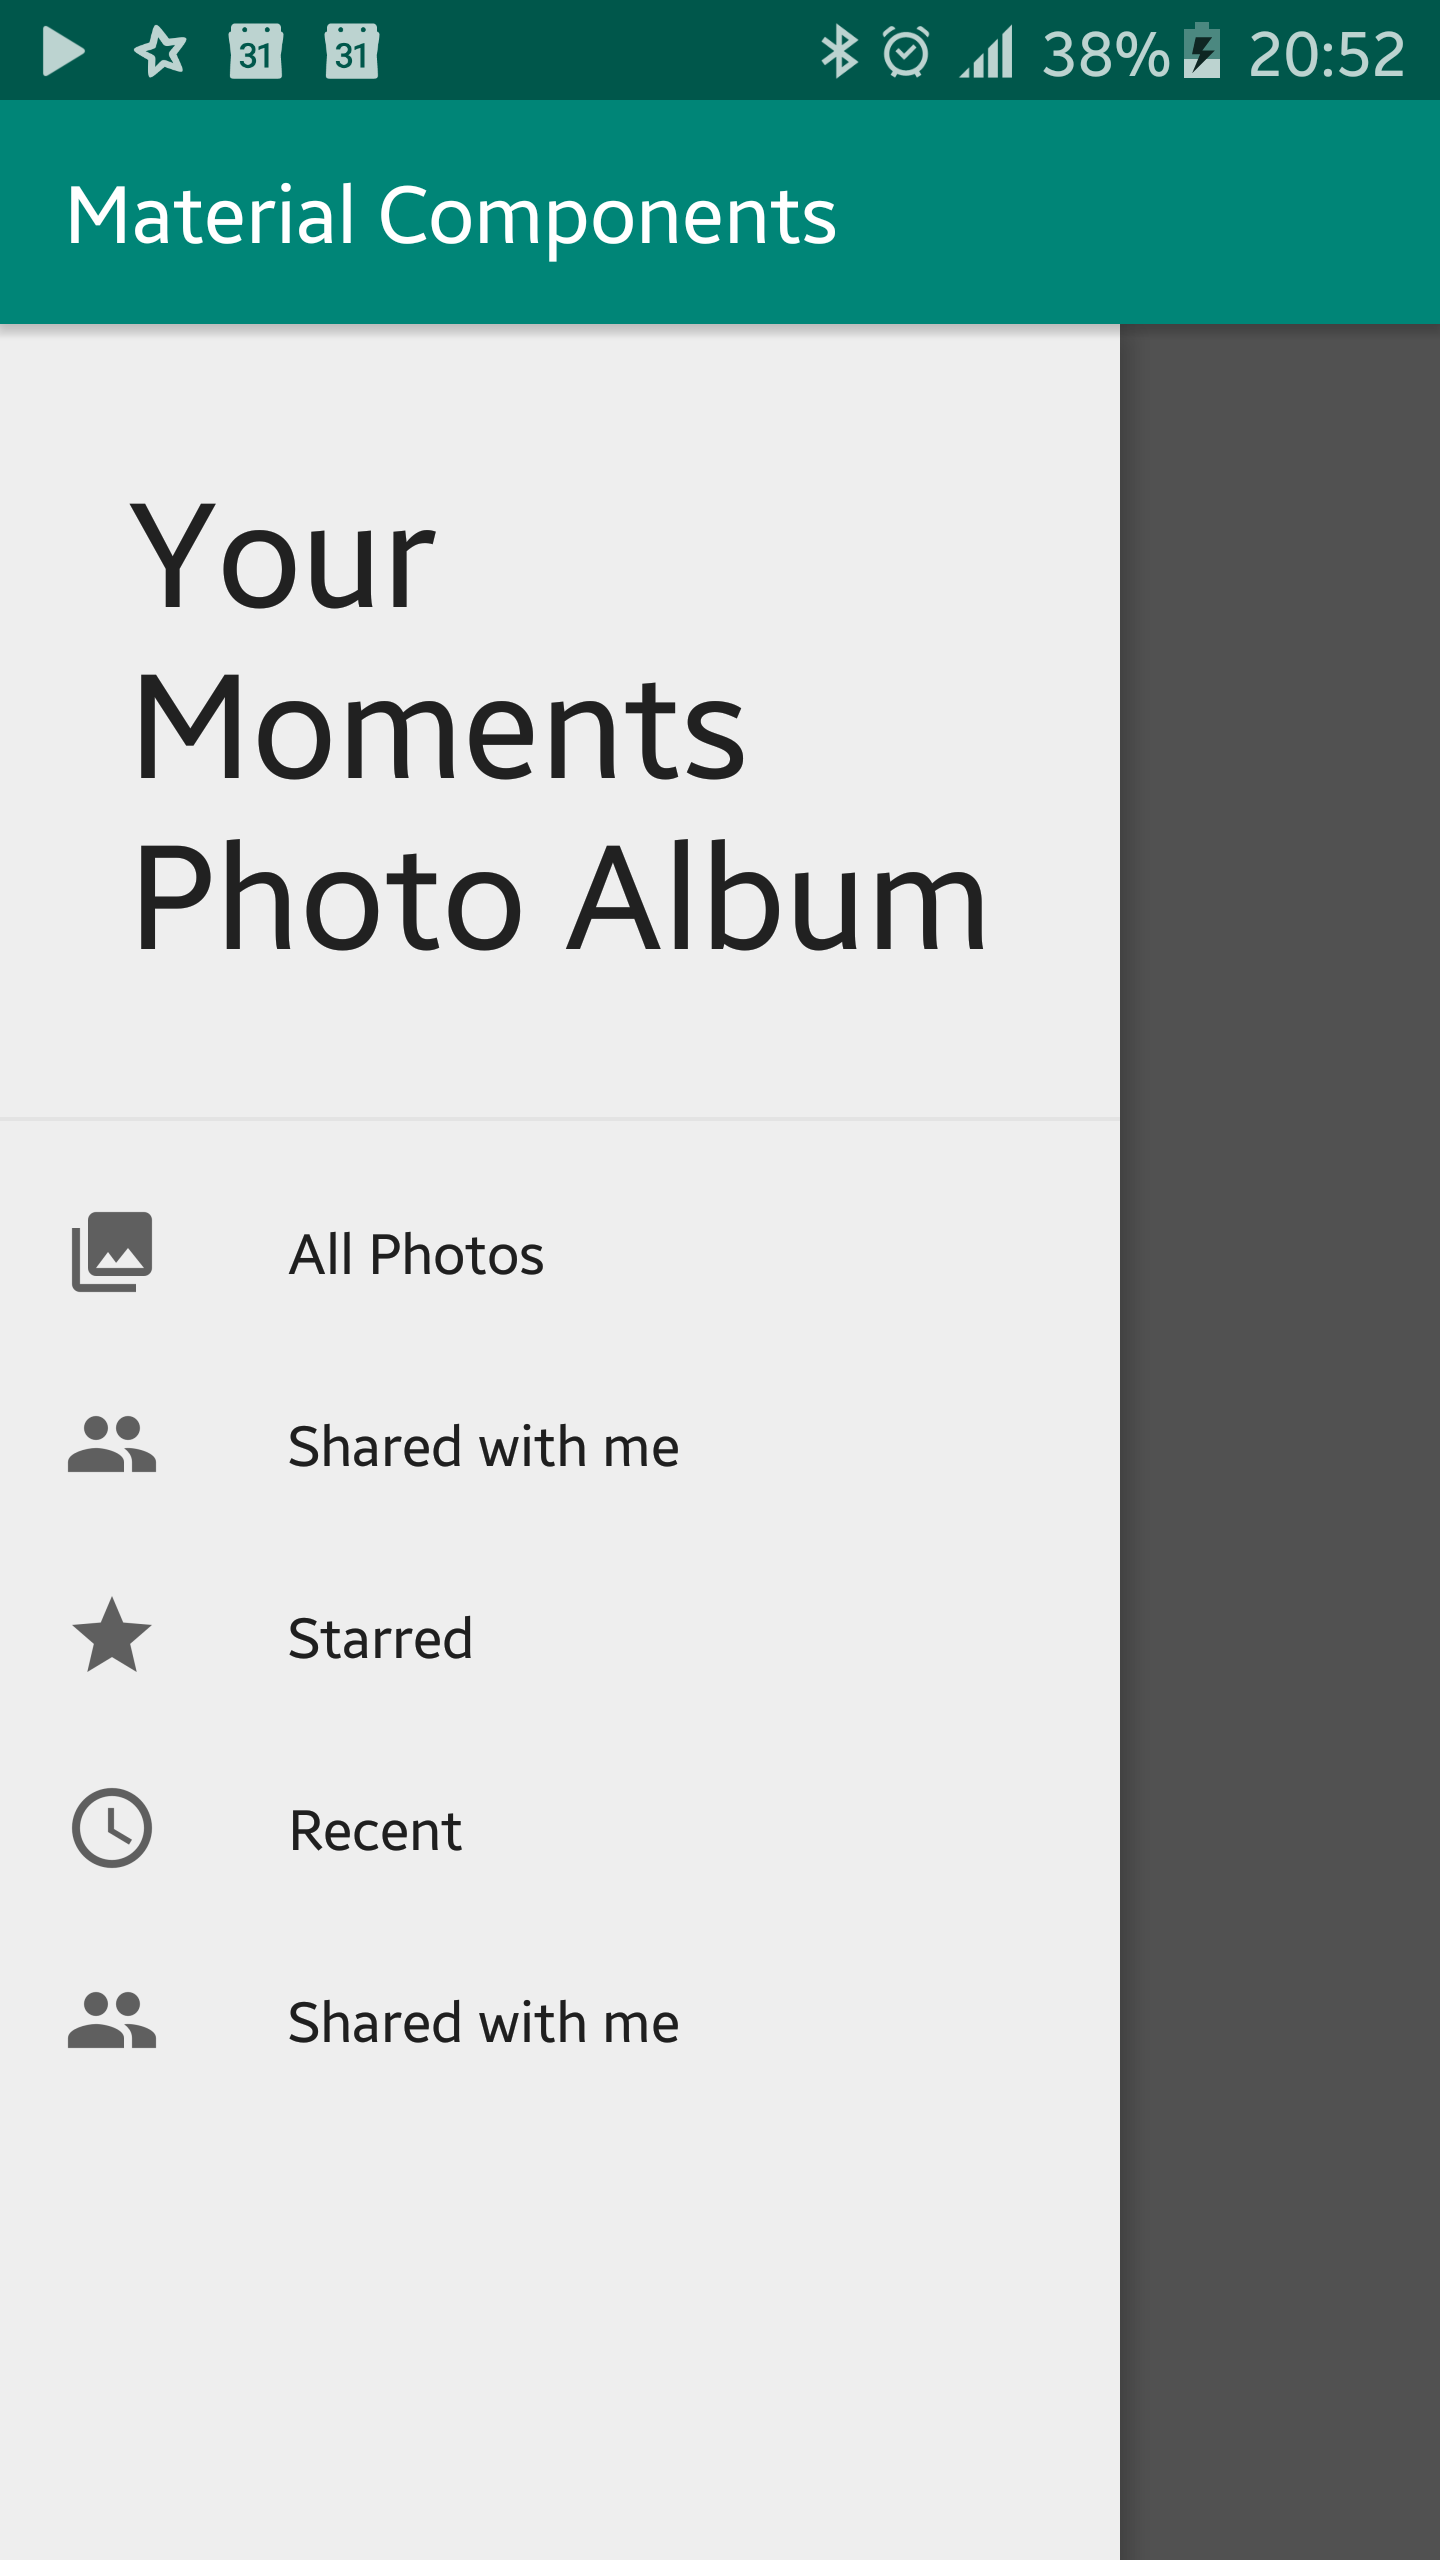 31 31 38% 20:52
Material Components
Your
Moments
Photo Album
All Photos
Shared with me
Starred
Recent
Shared with me